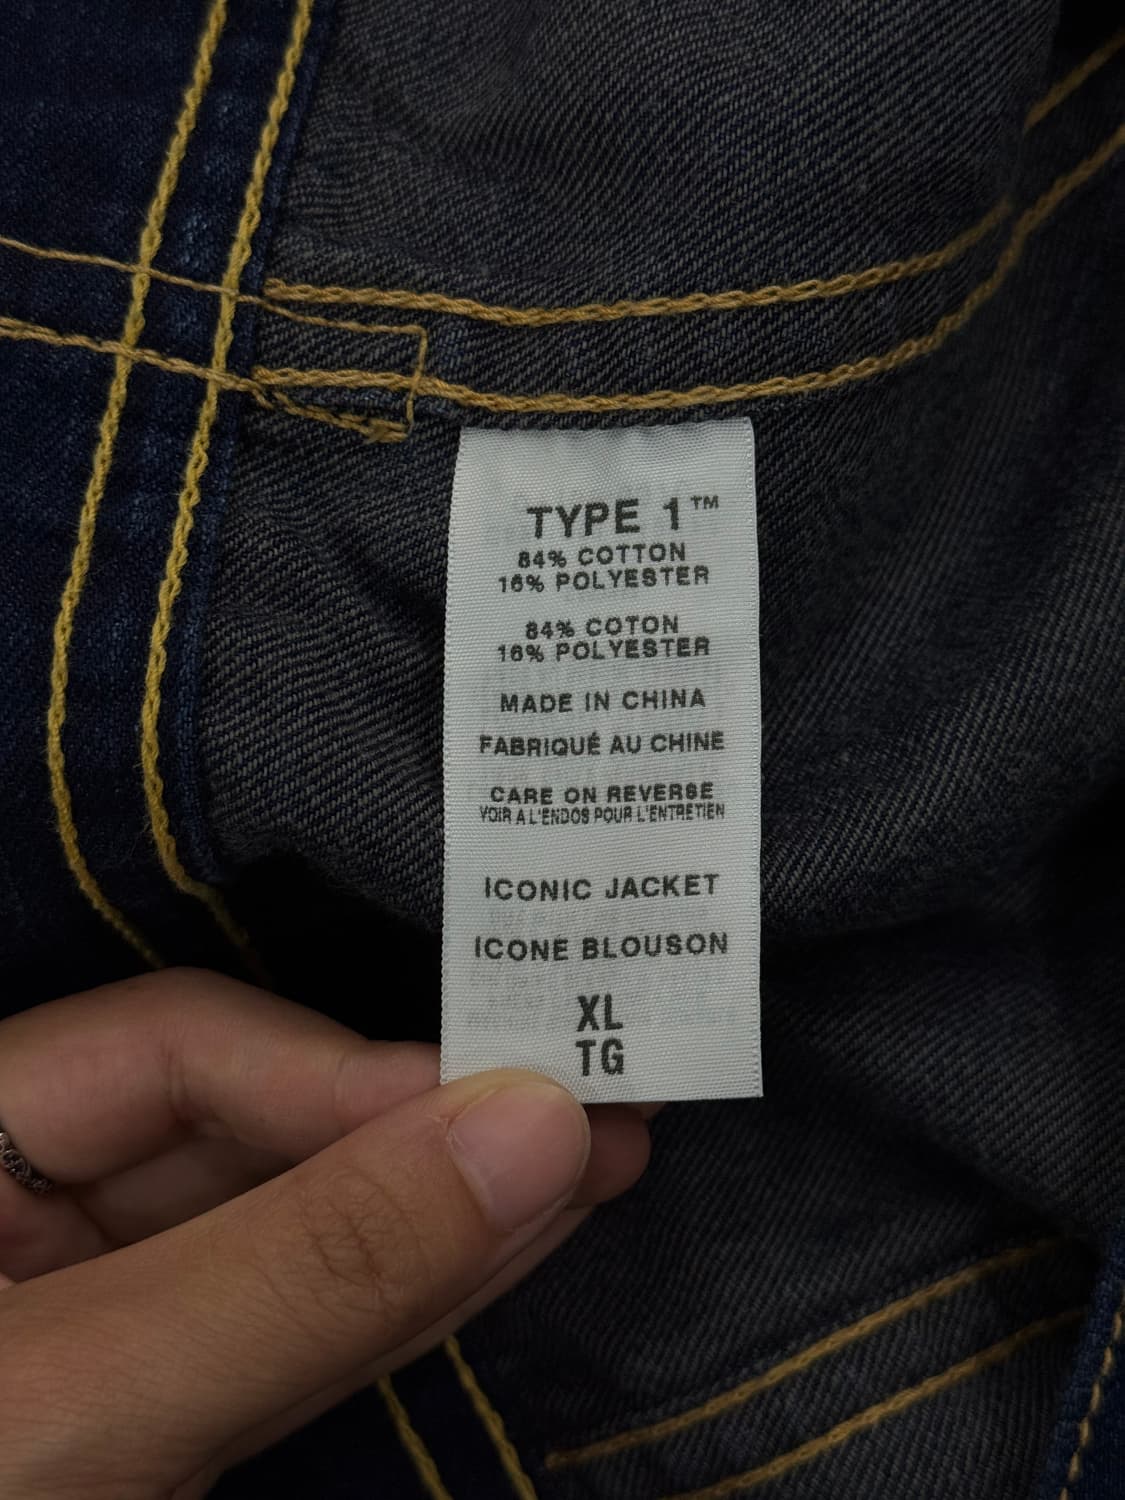 TYPE 1™
84% COTTON
16% POLYESTER
84% COTON
16% POLYESTER
MADE IN CHINA
FABRIQUÉ AU CHINE
CARE ON REVERSE
VOIR A L'ENDOS POUR L'ENTRETIEN
ICONIC JACKET
ICONE BLOUSON
XL
TG